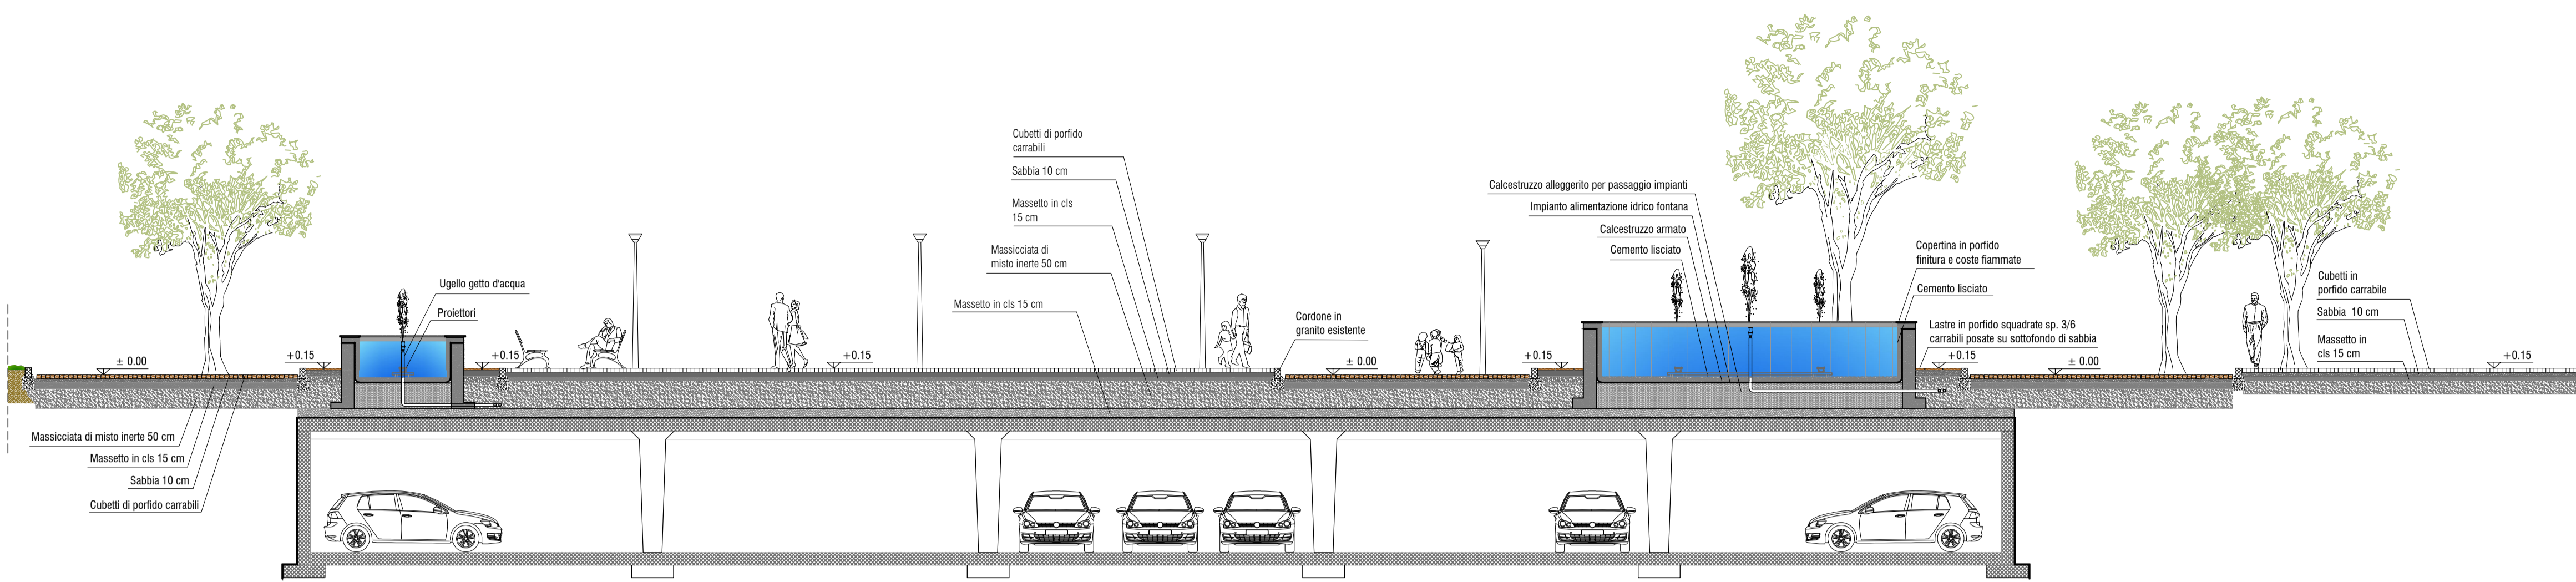 Cubetti di porfido
carrabili
Sabbia 10 cm
Massetto in cls
15 cm
Massicciata di
misto inerte 50 cm
Massetto in cls 15 cm
Calcestruzzo alleggerito per passaggio impianti
Impianto alimentazione idrico fontana
Calcestruzzo armato
Cemento lisciato
Copertina in porfido
finitura e coste fiammate
Cemento lisciato
Lastre in porfido squadrate sp. 3/6
carrabili posate su sottofondo di sabbia
Cubetti in
porfido carrabile
Sabbia 10 cm
Massetto in
cls 15 cm
Ugello getto d'acqua
Proiettori
Cordone in
granito esistente
± 0.00
+0.15
+0.15
+0.15
± 0.00
+0.15
+0.15
± 0.00
+0.15
Massicciata di misto inerte 50 cm
Massetto in cls 15 cm
Sabbia 10 cm
Cubetti di porfido carrabili